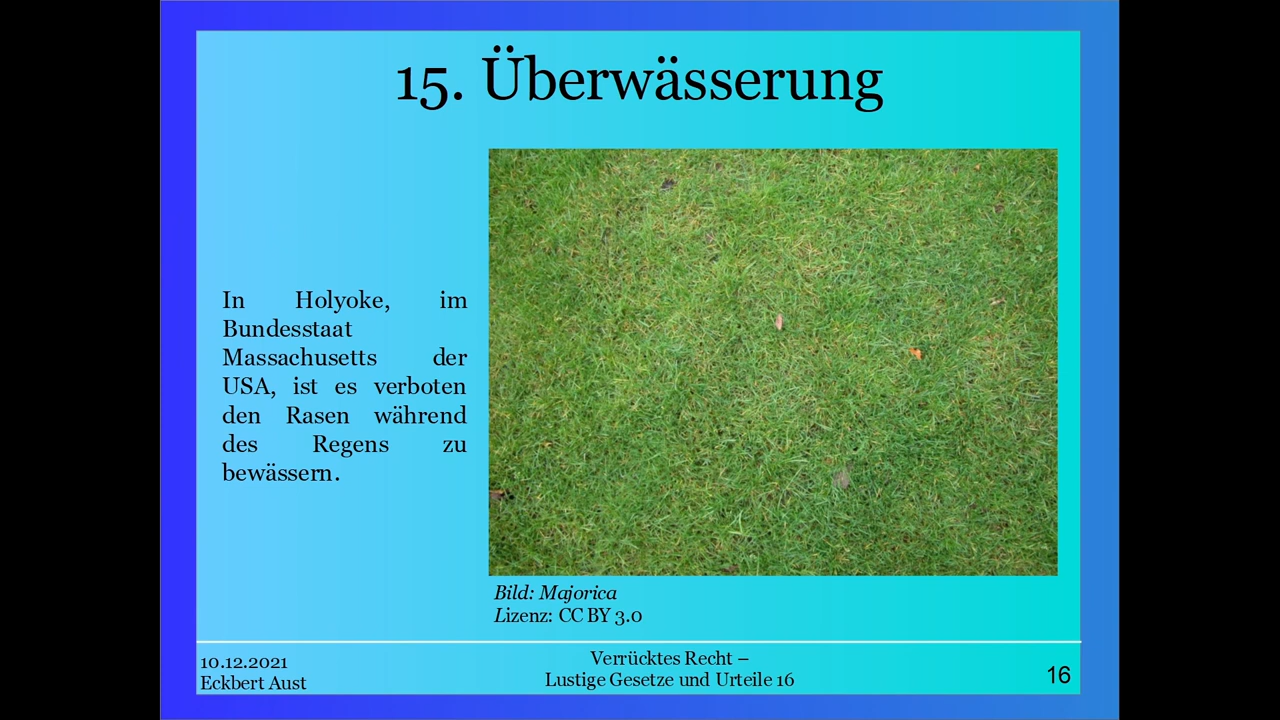 15. Überwässerung
In Holyoke, im
Bundesstaat
Massachusetts der
USA, ist es verboten
den Rasen während
des Regens zu
bewässern.
Bild: Majorica
Lizenz: CC BY 3.0
10.12.2021
Eckbert Aust
Verrücktes Recht –
Lustige Gesetze und Urteile 16
16